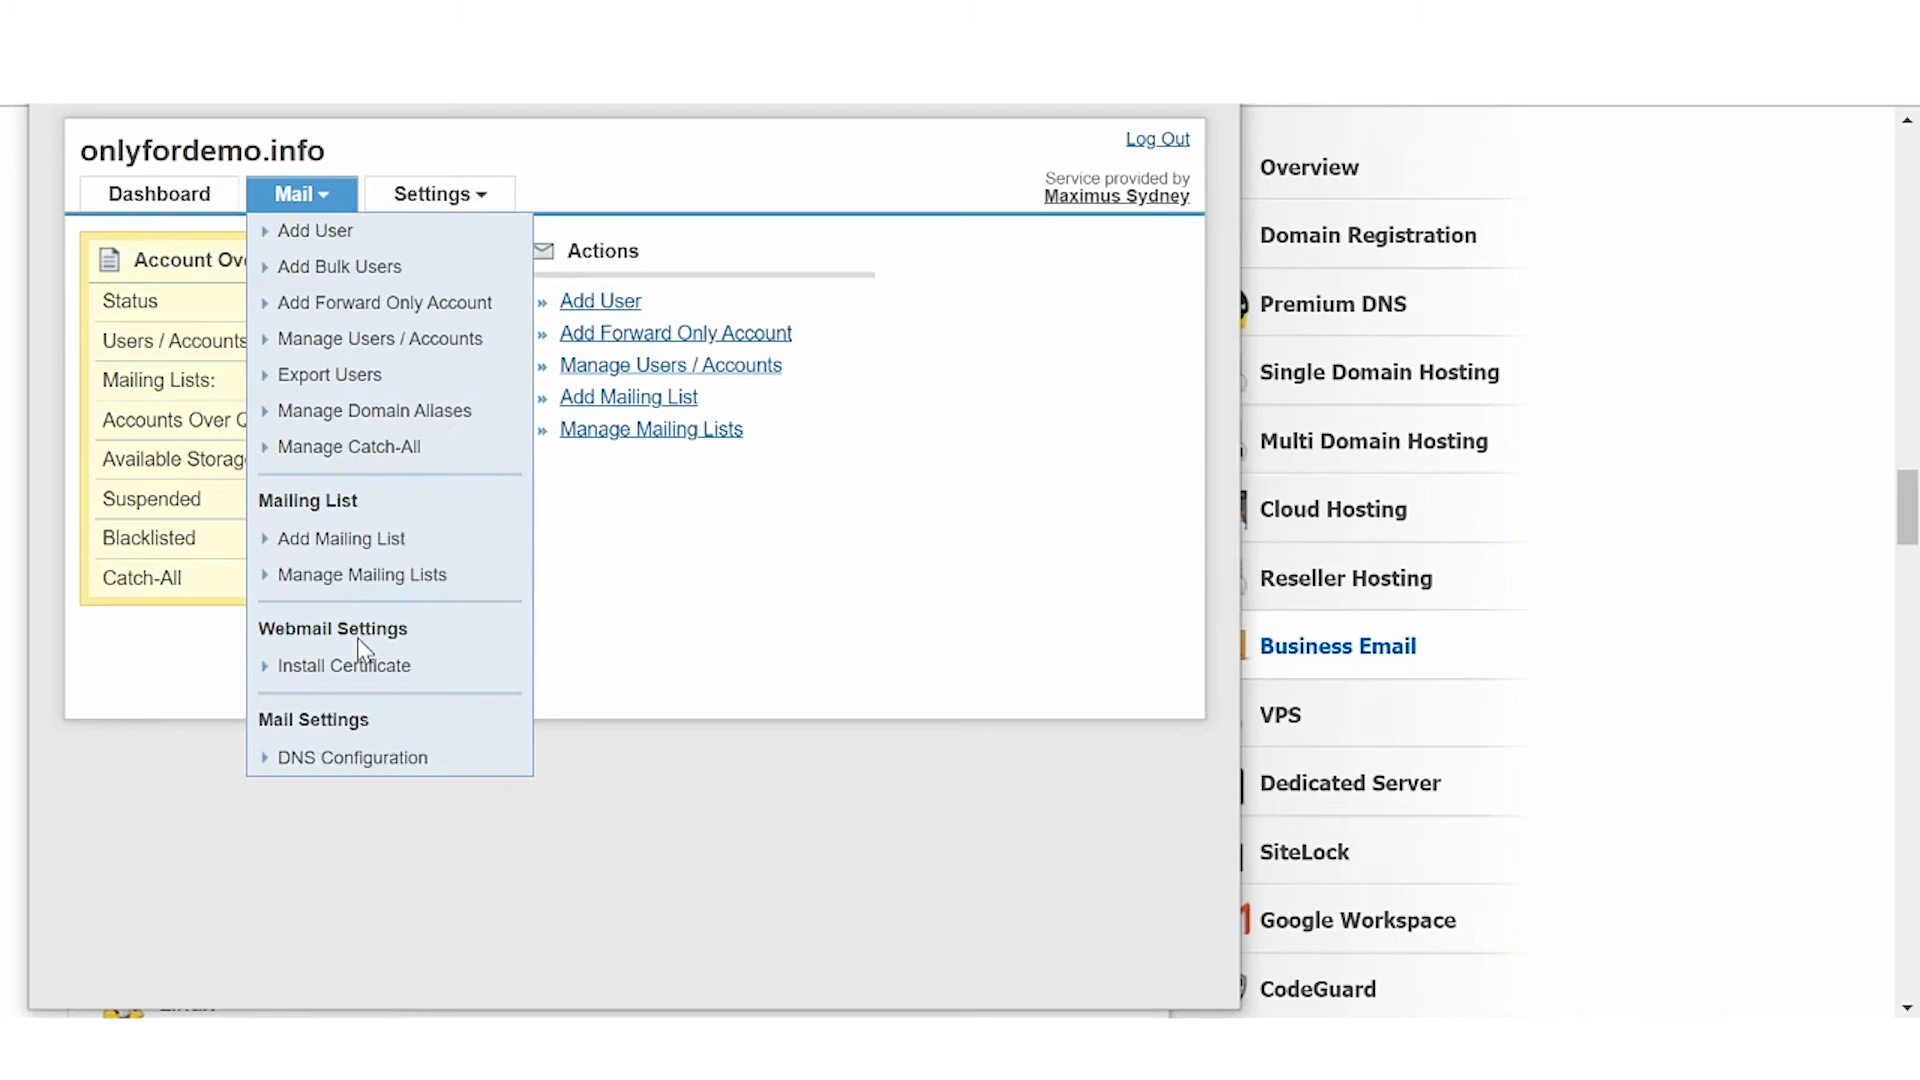 onlyfordemo.info
Log Out
Service provided by
Maximus Sydney
Dashboard
Mail
Settings
Add User
Add Bulk Users
Add Forward Only Account
Manage Users / Accounts
Export Users
Manage Domain Aliases
Manage Catch-All
Mailing List
Add Mailing List
Manage Mailing Lists
Webmail Settings
Install Certificate
Mail Settings
DNS Configuration
Account Ove
Status
Users / Accounts
Mailing Lists:
Accounts Over Q
Available Storage
Suspended
Blacklisted
Catch-All
Actions
Add User
Add Forward Only Account
Manage Users / Accounts
Add Mailing List
Manage Mailing Lists
Overview
Domain Registration
Premium DNS
Single Domain Hosting
Multi Domain Hosting
Cloud Hosting
Reseller Hosting
Business Email
VPS
Dedicated Server
SiteLock
Google Workspace
CodeGuard